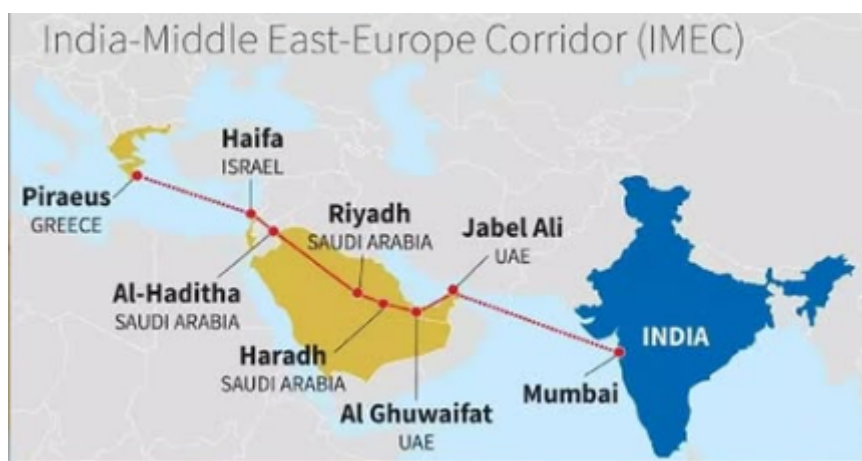 India-Middle East-Europe Corridor (IMEC)
Haifa
ISRAEL
Piraeus
GREECE
Riyadh
SAUDI ARABIA
Jabel Ali
UAE
Al-Haditha
SAUDI ARABIA
Haradh
SAUDI ARABIA
INDIA
Mumbai
Al Ghuwaifat
UAE